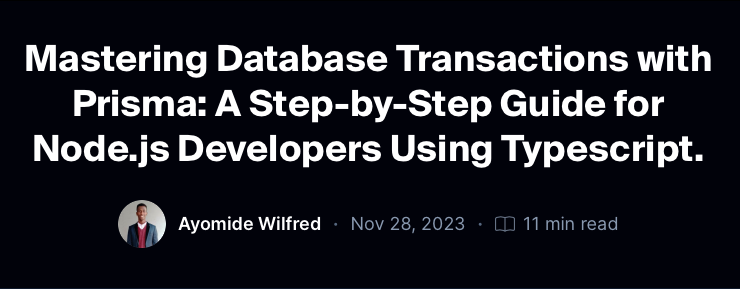 Mastering Database Transactions with
Prisma: A Step-by-Step Guide for
Node.js Developers Using Typescript.
Ayomide Wilfred · Nov 28, 2023 · 11 min read